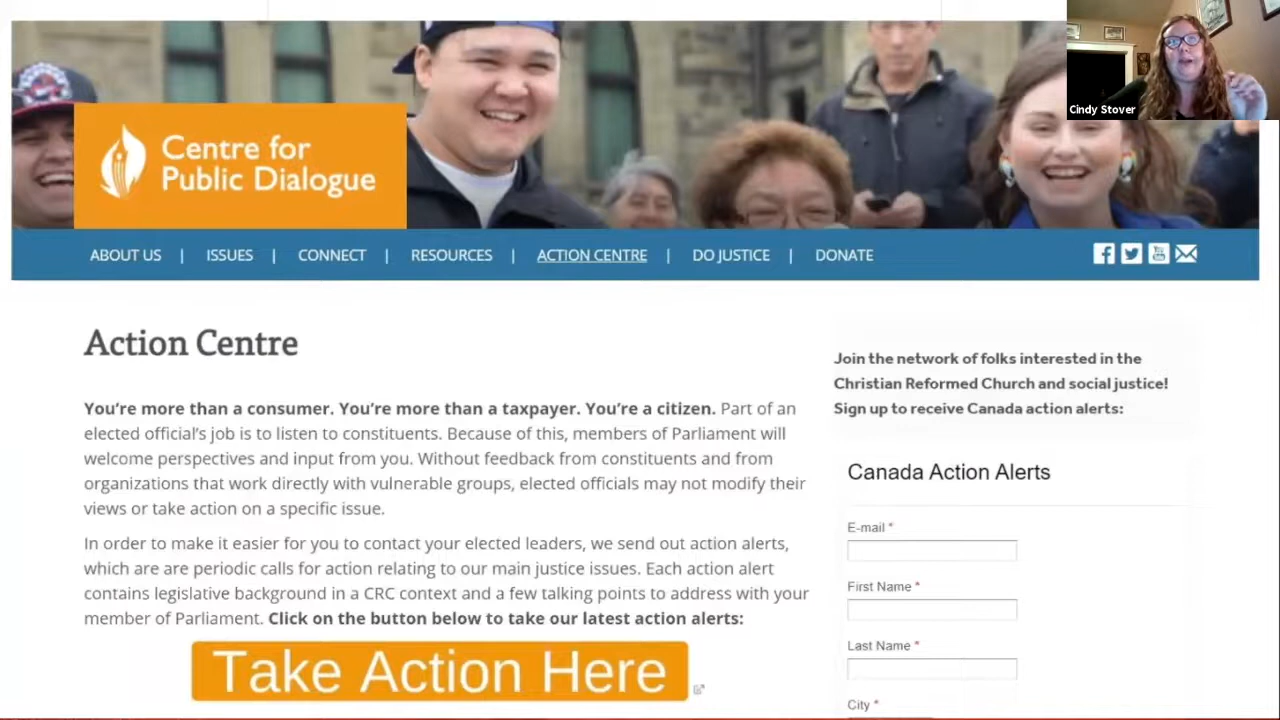 Cindy Stover
Centre for
Public Dialogue
ABOUT US | ISSUES | CONNECT | RESOURCES | ACTION CENTRE | DO JUSTICE | DONATE
Action Centre
You're more than a consumer. You're more than a taxpayer. You're a citizen. Part of an
elected official's job is to listen to constituents. Because of this, members of Parliament will
welcome perspectives and input from you. Without feedback from constituents and from
organizations that work directly with vulnerable groups, elected officials may not modify their
views or take action on a specific issue.
In order to make it easier for you to contact your elected leaders, we send out action alerts,
which are are periodic calls for action relating to our main justice issues. Each action alert
contains legislative background in a CRC context and a few talking points to address with your
member of Parliament. Click on the button below to take our latest action alerts:
Take Action Here
Join the network of folks interested in the
Christian Reformed Church and social justice!
Sign up to receive Canada action alerts:
Canada Action Alerts
E-mail *
First Name *
Last Name *
City *